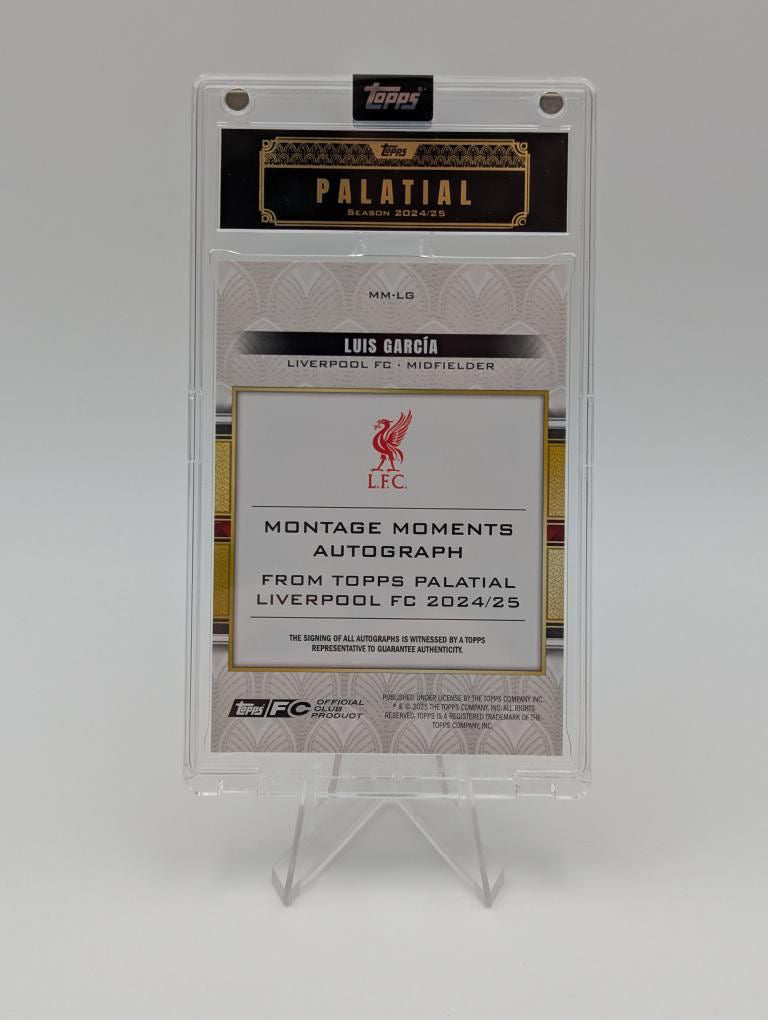 Topps
Topps
PALATIAL
SEASON 2024/25
MM-LG
LUIS GARCÍA
LIVERPOOL FC · MIDFIELDER
L.F.C.
MONTAGE MOMENTS
AUTOGRAPH
FROM TOPPS PALATIAL
LIVERPOOL FC 2024/25
THE SIGNING OF ALL AUTOGRAPHS IS WITNESSED BY A TOPPS
REPRESENTATIVE TO GUARANTEE AUTHENTICITY.
Topps FC OFFICIAL
CLUB
PRODUCT
PUBLISHED UNDER LICENSE BY THE TOPPS COMPANY INC.
® & © 2025 THE TOPPS COMPANY, INC. ALL RIGHTS
RESERVED. TOPPS IS A REGISTERED TRADEMARK OF THE
TOPPS COMPANY, INC.